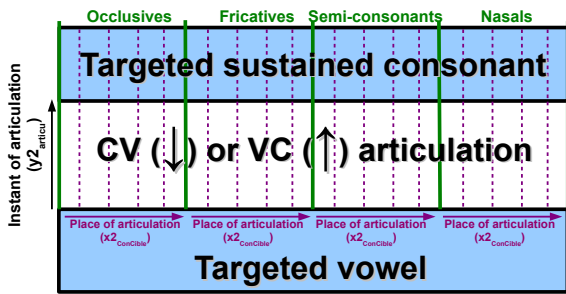 Occlusives Fricatives Semi-consonants Nasals
Targeted sustained consonant
Instant of articulation
(y2articu)
CV (↓) or VC (↑) articulation
Place of articulation Place of articulation Place of articulation Place of articulation
(x2ConCible) (x2ConCible) (x2ConCible) (x2ConCible)
Targeted vowel